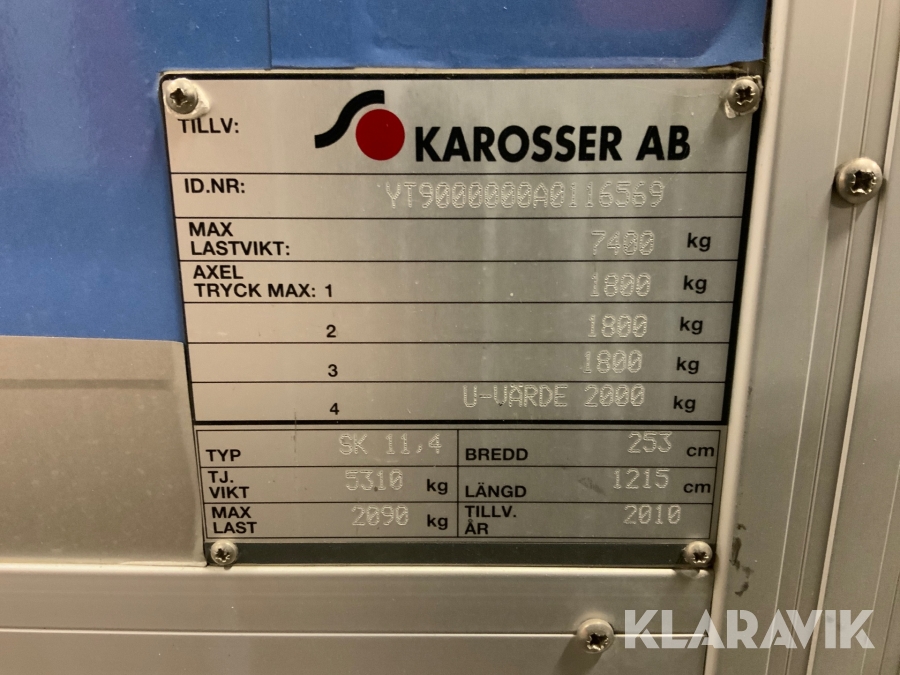 TILLV: KAROSSER AB
ID.NR: YT9000000A0116569
MAX
LASTVIKT: 7400 kg
AXEL
TRYCK MAX: 1 1800 kg
2 1800 kg
3 1800 kg
4 U-VÄRDE 2000 kg
TYP SK 11,4 BREDD 253 cm
TJ.
VIKT 5310 kg LÄNGD 1215 cm
MAX
LAST 2090 kg TILLV.
ÅR 2010
KLARAVIK